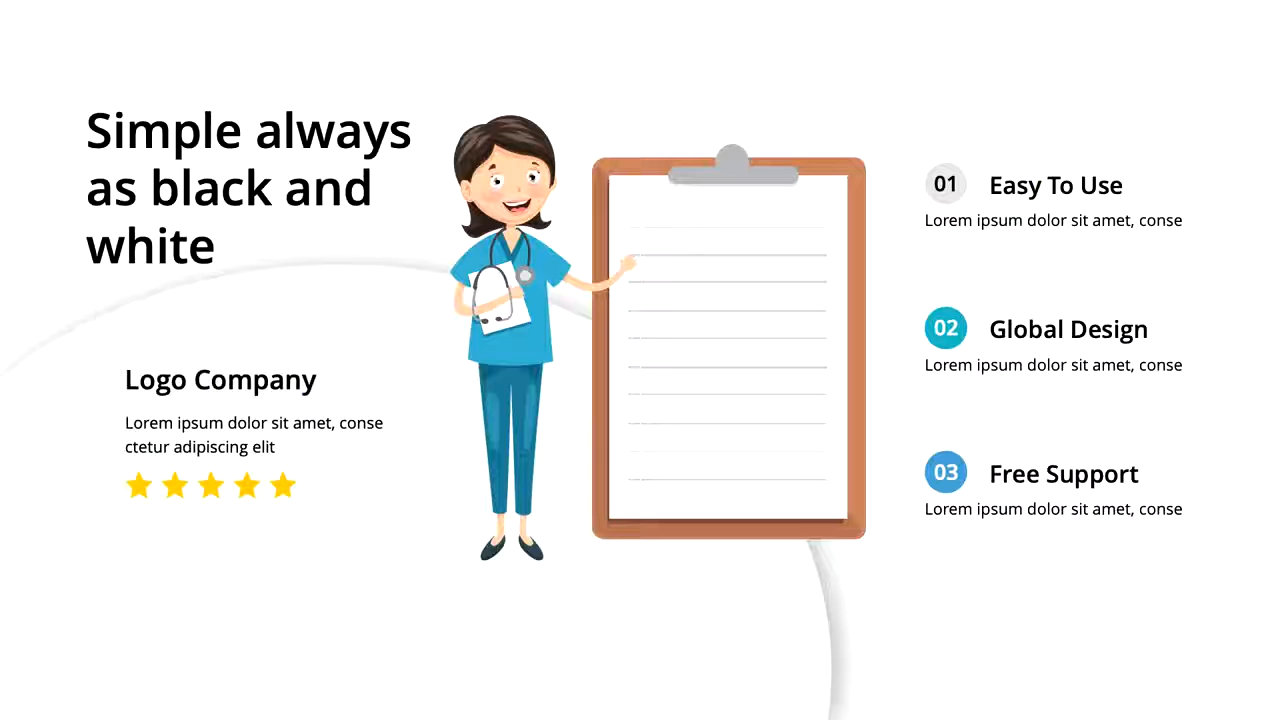 Simple always
as black and
white
Logo Company
Lorem ipsum dolor sit amet, conse
ctetur adipiscing elit
01 Easy To Use
Lorem ipsum dolor sit amet, conse
02 Global Design
Lorem ipsum dolor sit amet, conse
03 Free Support
Lorem ipsum dolor sit amet, conse